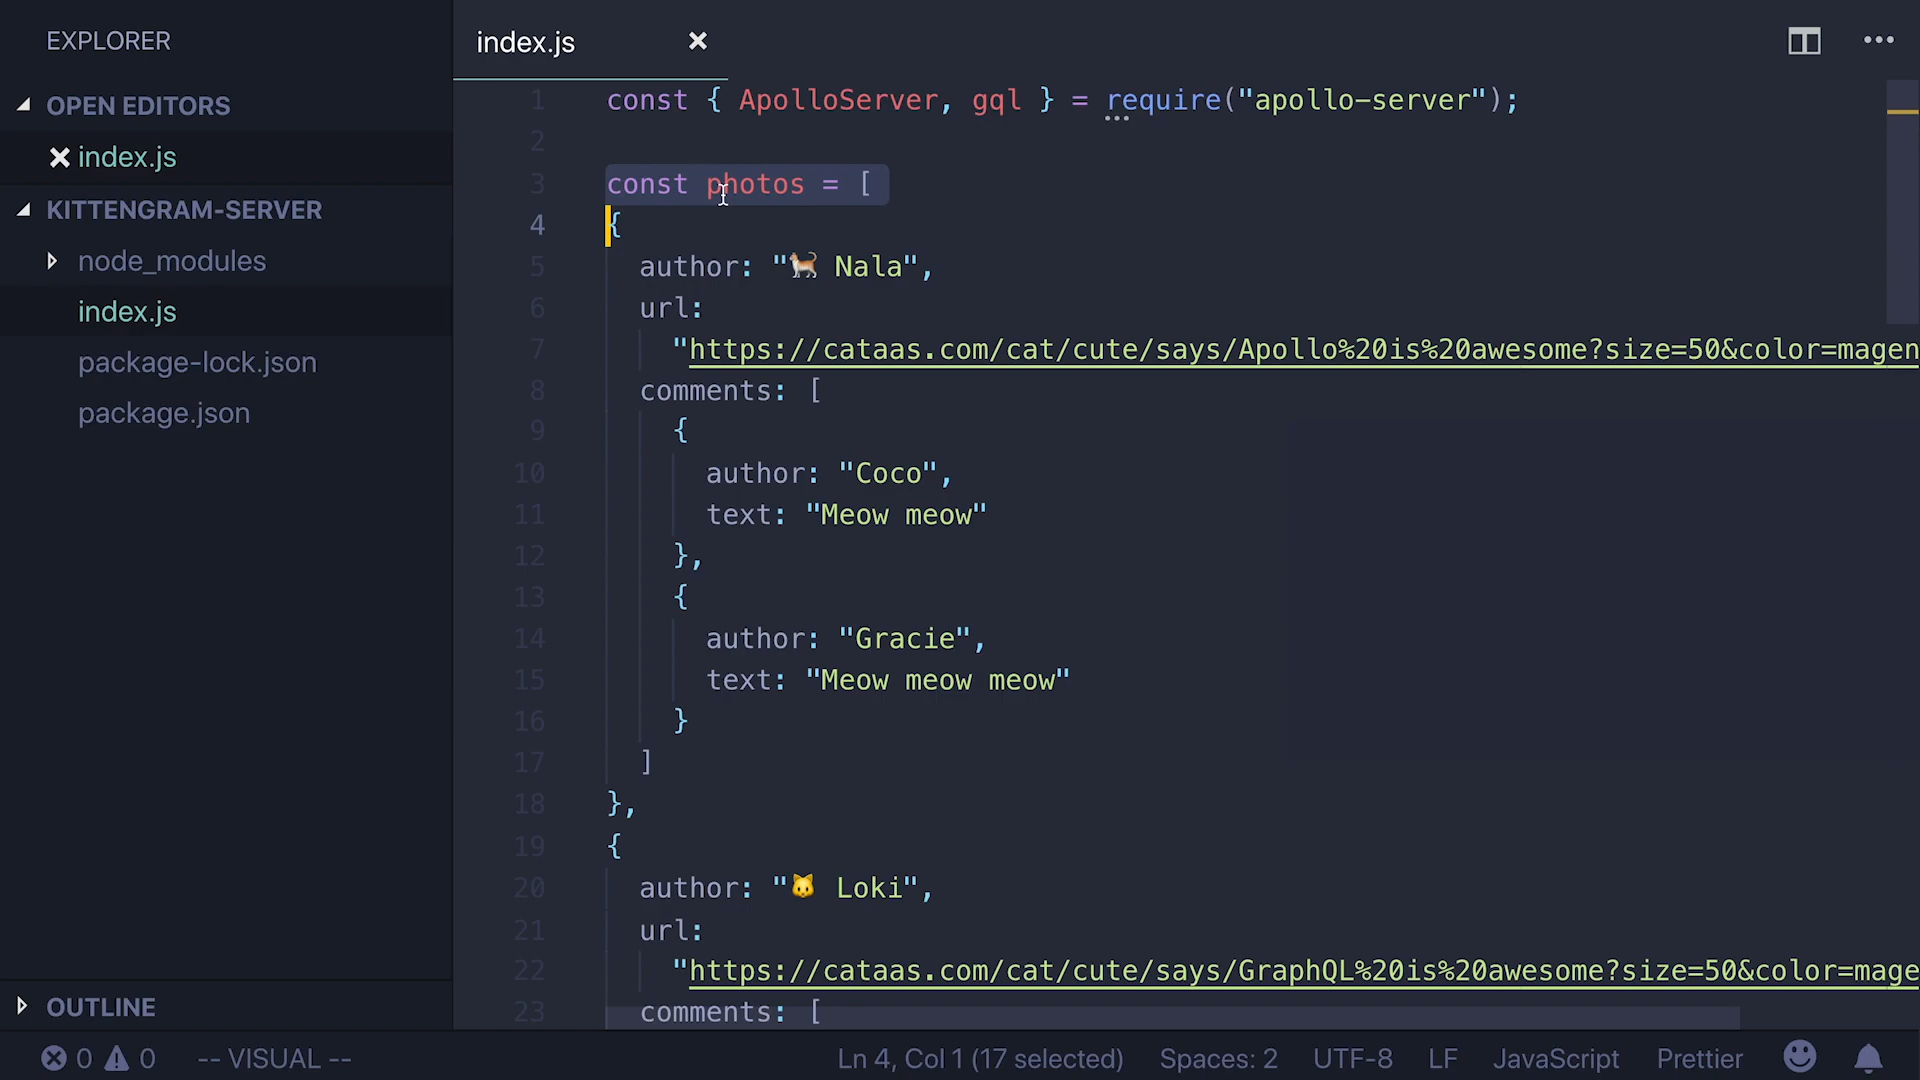 EXPLORER
OPEN EDITORS
index.js
KITTENGRAM-SERVER
node_modules
index.js
package-lock.json
package.json
OUTLINE
index.js
1 const { ApolloServer, gql } = require("apollo-server");
2
3 const photos = [
4 {
5 author: "🐈 Nala",
6 url:
7 "https://cataas.com/cat/cute/says/Apollo%20is%20awesome?size=50&color=magen
8 comments: [
9 {
10 author: "Coco",
11 text: "Meow meow"
12 },
13 {
14 author: "Gracie",
15 text: "Meow meow meow"
16 }
17 ]
18 },
19 {
20 author: "🐱 Loki",
21 url:
22 "https://cataas.com/cat/cute/says/GraphQL%20is%20awesome?size=50&color=mage
23 comments: [
0 0 -- VISUAL -- Ln 4, Col 1 (17 selected) Spaces: 2 UTF-8 LF JavaScript Prettier